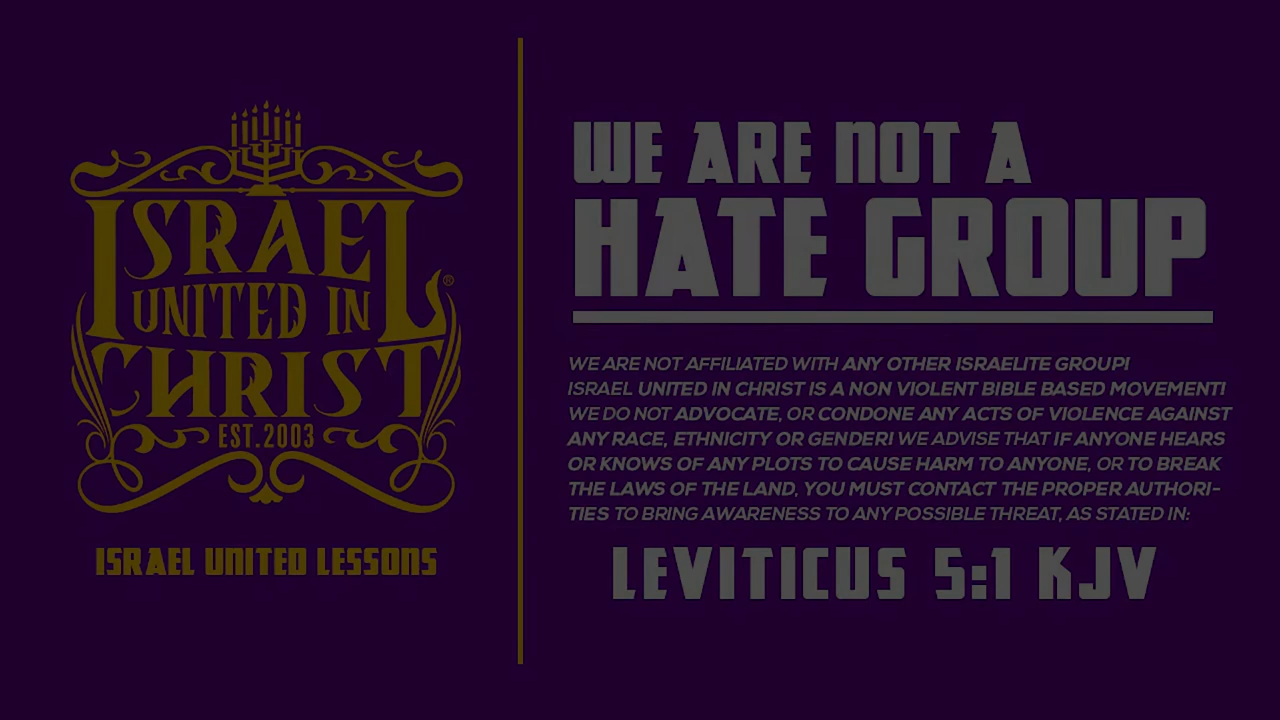 ISRAEL
UNITED IN
CHRIST
®
EST.2003
ISRAEL UNITED LESSONS
WE ARE NOT A
HATE GROUP
WE ARE NOT AFFILIATED WITH ANY OTHER ISRAELITE GROUP!
ISRAEL UNITED IN CHRIST IS A NON VIOLENT BIBLE BASED MOVEMENT!
WE DO NOT ADVOCATE, OR CONDONE ANY ACTS OF VIOLENCE AGAINST
ANY RACE, ETHNICITY OR GENDER! WE ADVISE THAT IF ANYONE HEARS
OR KNOWS OF ANY PLOTS TO CAUSE HARM TO ANYONE, OR TO BREAK
THE LAWS OF THE LAND, YOU MUST CONTACT THE PROPER AUTHORI-
TIES TO BRING AWARENESS TO ANY POSSIBLE THREAT, AS STATED IN:
LEVITICUS 5:1 KJV